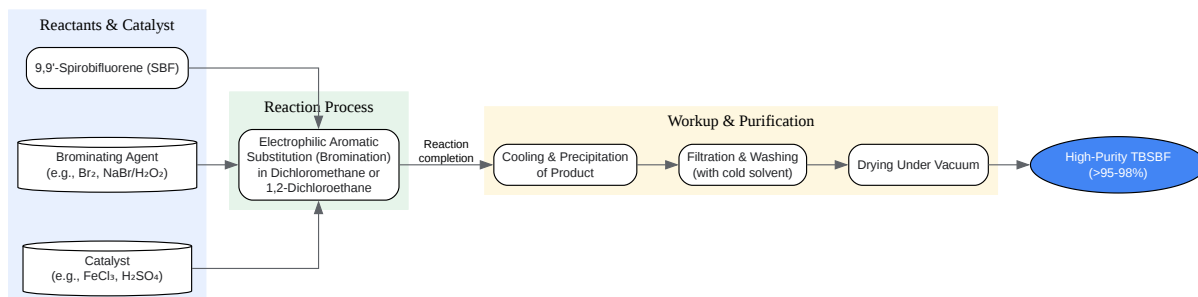 Reactants & Catalyst
9,9'-Spirobifluorene (SBF)
Brominating Agent
(e.g., Br₂, NaBr/H₂O₂)
Catalyst
(e.g., FeCl₃, H₂SO₄)
Reaction Process
Electrophilic Aromatic
Substitution (Bromination)
in Dichloromethane or
1,2-Dichloroethane
Reaction
completion
Workup & Purification
Cooling & Precipitation
of Product
Filtration & Washing
(with cold solvent)
Drying Under Vacuum
High-Purity TBSBF
(>95-98%)